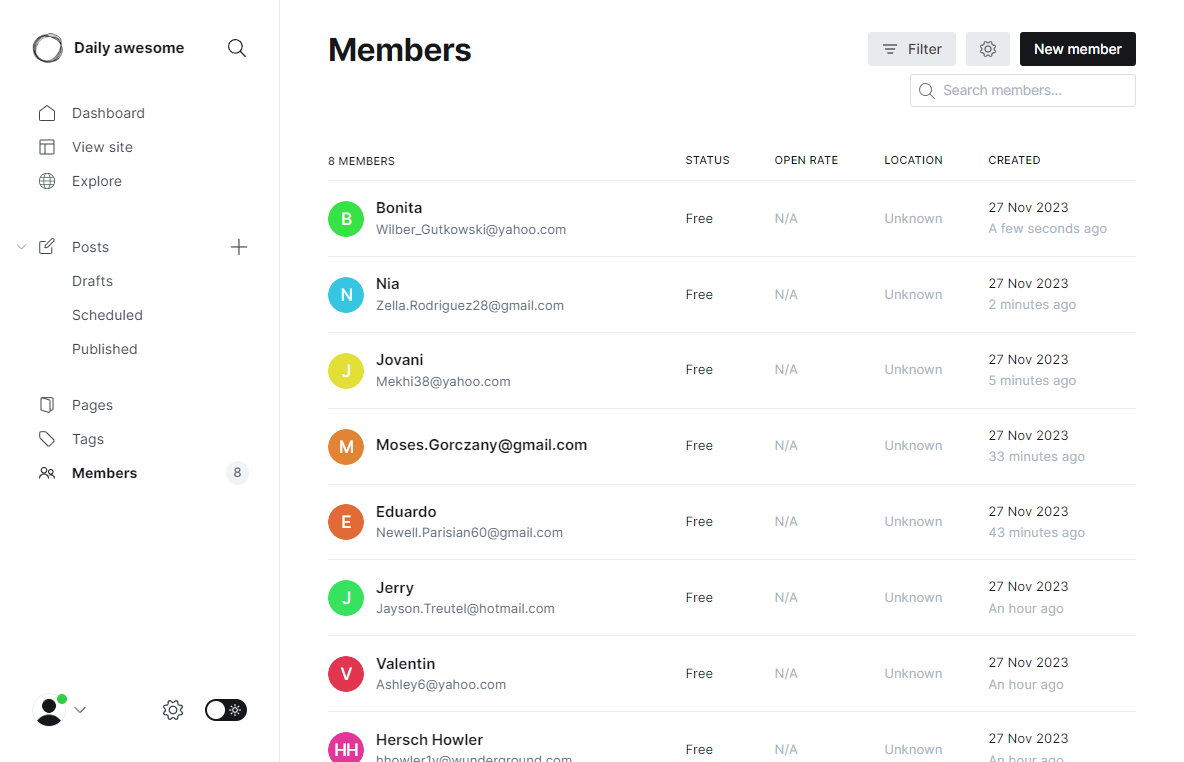 Daily awesome
Dashboard
View site
Explore
Posts
Drafts
Scheduled
Published
Pages
Tags
Members 8
Members
Filter
New member
Search members...
8 MEMBERS STATUS OPEN RATE LOCATION CREATED
B Bonita Free N/A Unknown 27 Nov 2023
Wilber_Gutkowski@yahoo.com A few seconds ago
N Nia Free N/A Unknown 27 Nov 2023
Zella.Rodriguez28@gmail.com 2 minutes ago
J Jovani Free N/A Unknown 27 Nov 2023
Mekhi38@yahoo.com 5 minutes ago
M Moses.Gorczany@gmail.com Free N/A Unknown 27 Nov 2023
33 minutes ago
E Eduardo Free N/A Unknown 27 Nov 2023
Newell.Parisian60@gmail.com 43 minutes ago
J Jerry Free N/A Unknown 27 Nov 2023
Jayson.Treutel@hotmail.com An hour ago
V Valentin Free N/A Unknown 27 Nov 2023
Ashley6@yahoo.com An hour ago
HH Hersch Howler Free N/A Unknown 27 Nov 2023
hhowler1v@wunderground.com An hour ago